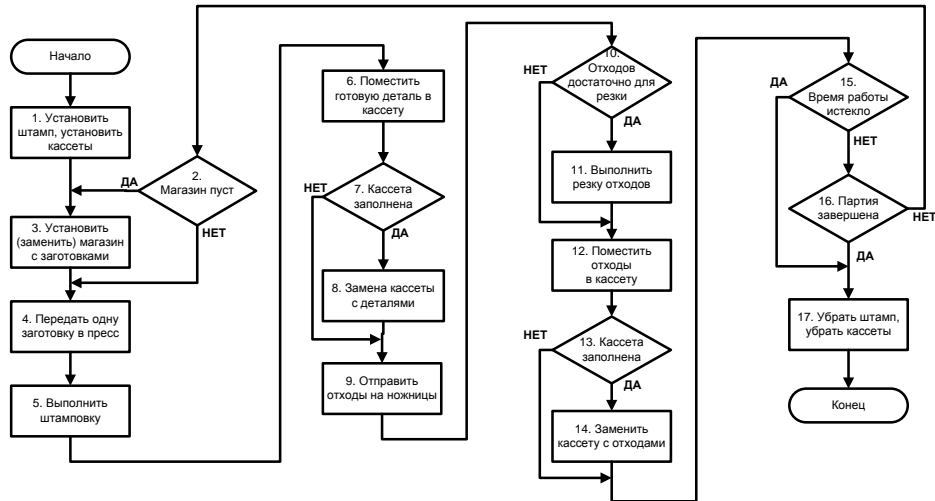 Начало
1. Установить
штамп, установить
кассеты
ДА
2.
Магазин пуст
НЕТ
3. Установить
(заменить) магазин
с заготовками
4. Передать одну
заготовку в пресс
5. Выполнить
штамповку
6. Поместить
готовую деталь в
кассету
НЕТ
7. Кассета
заполнена
ДА
8. Замена кассеты
с деталями
9. Отправить
отходы на ножницы
НЕТ
10.
Отходов
достаточно для
резки
ДА
11. Выполнить
резку отходов
12. Поместить
отходы
в кассету
НЕТ
13. Кассета
заполнена
ДА
14. Заменить
кассету с отходами
ДА
15.
Время работы
истекло
НЕТ
16. Партия
завершена
НЕТ
ДА
17. Убрать штамп,
убрать кассеты
Конец